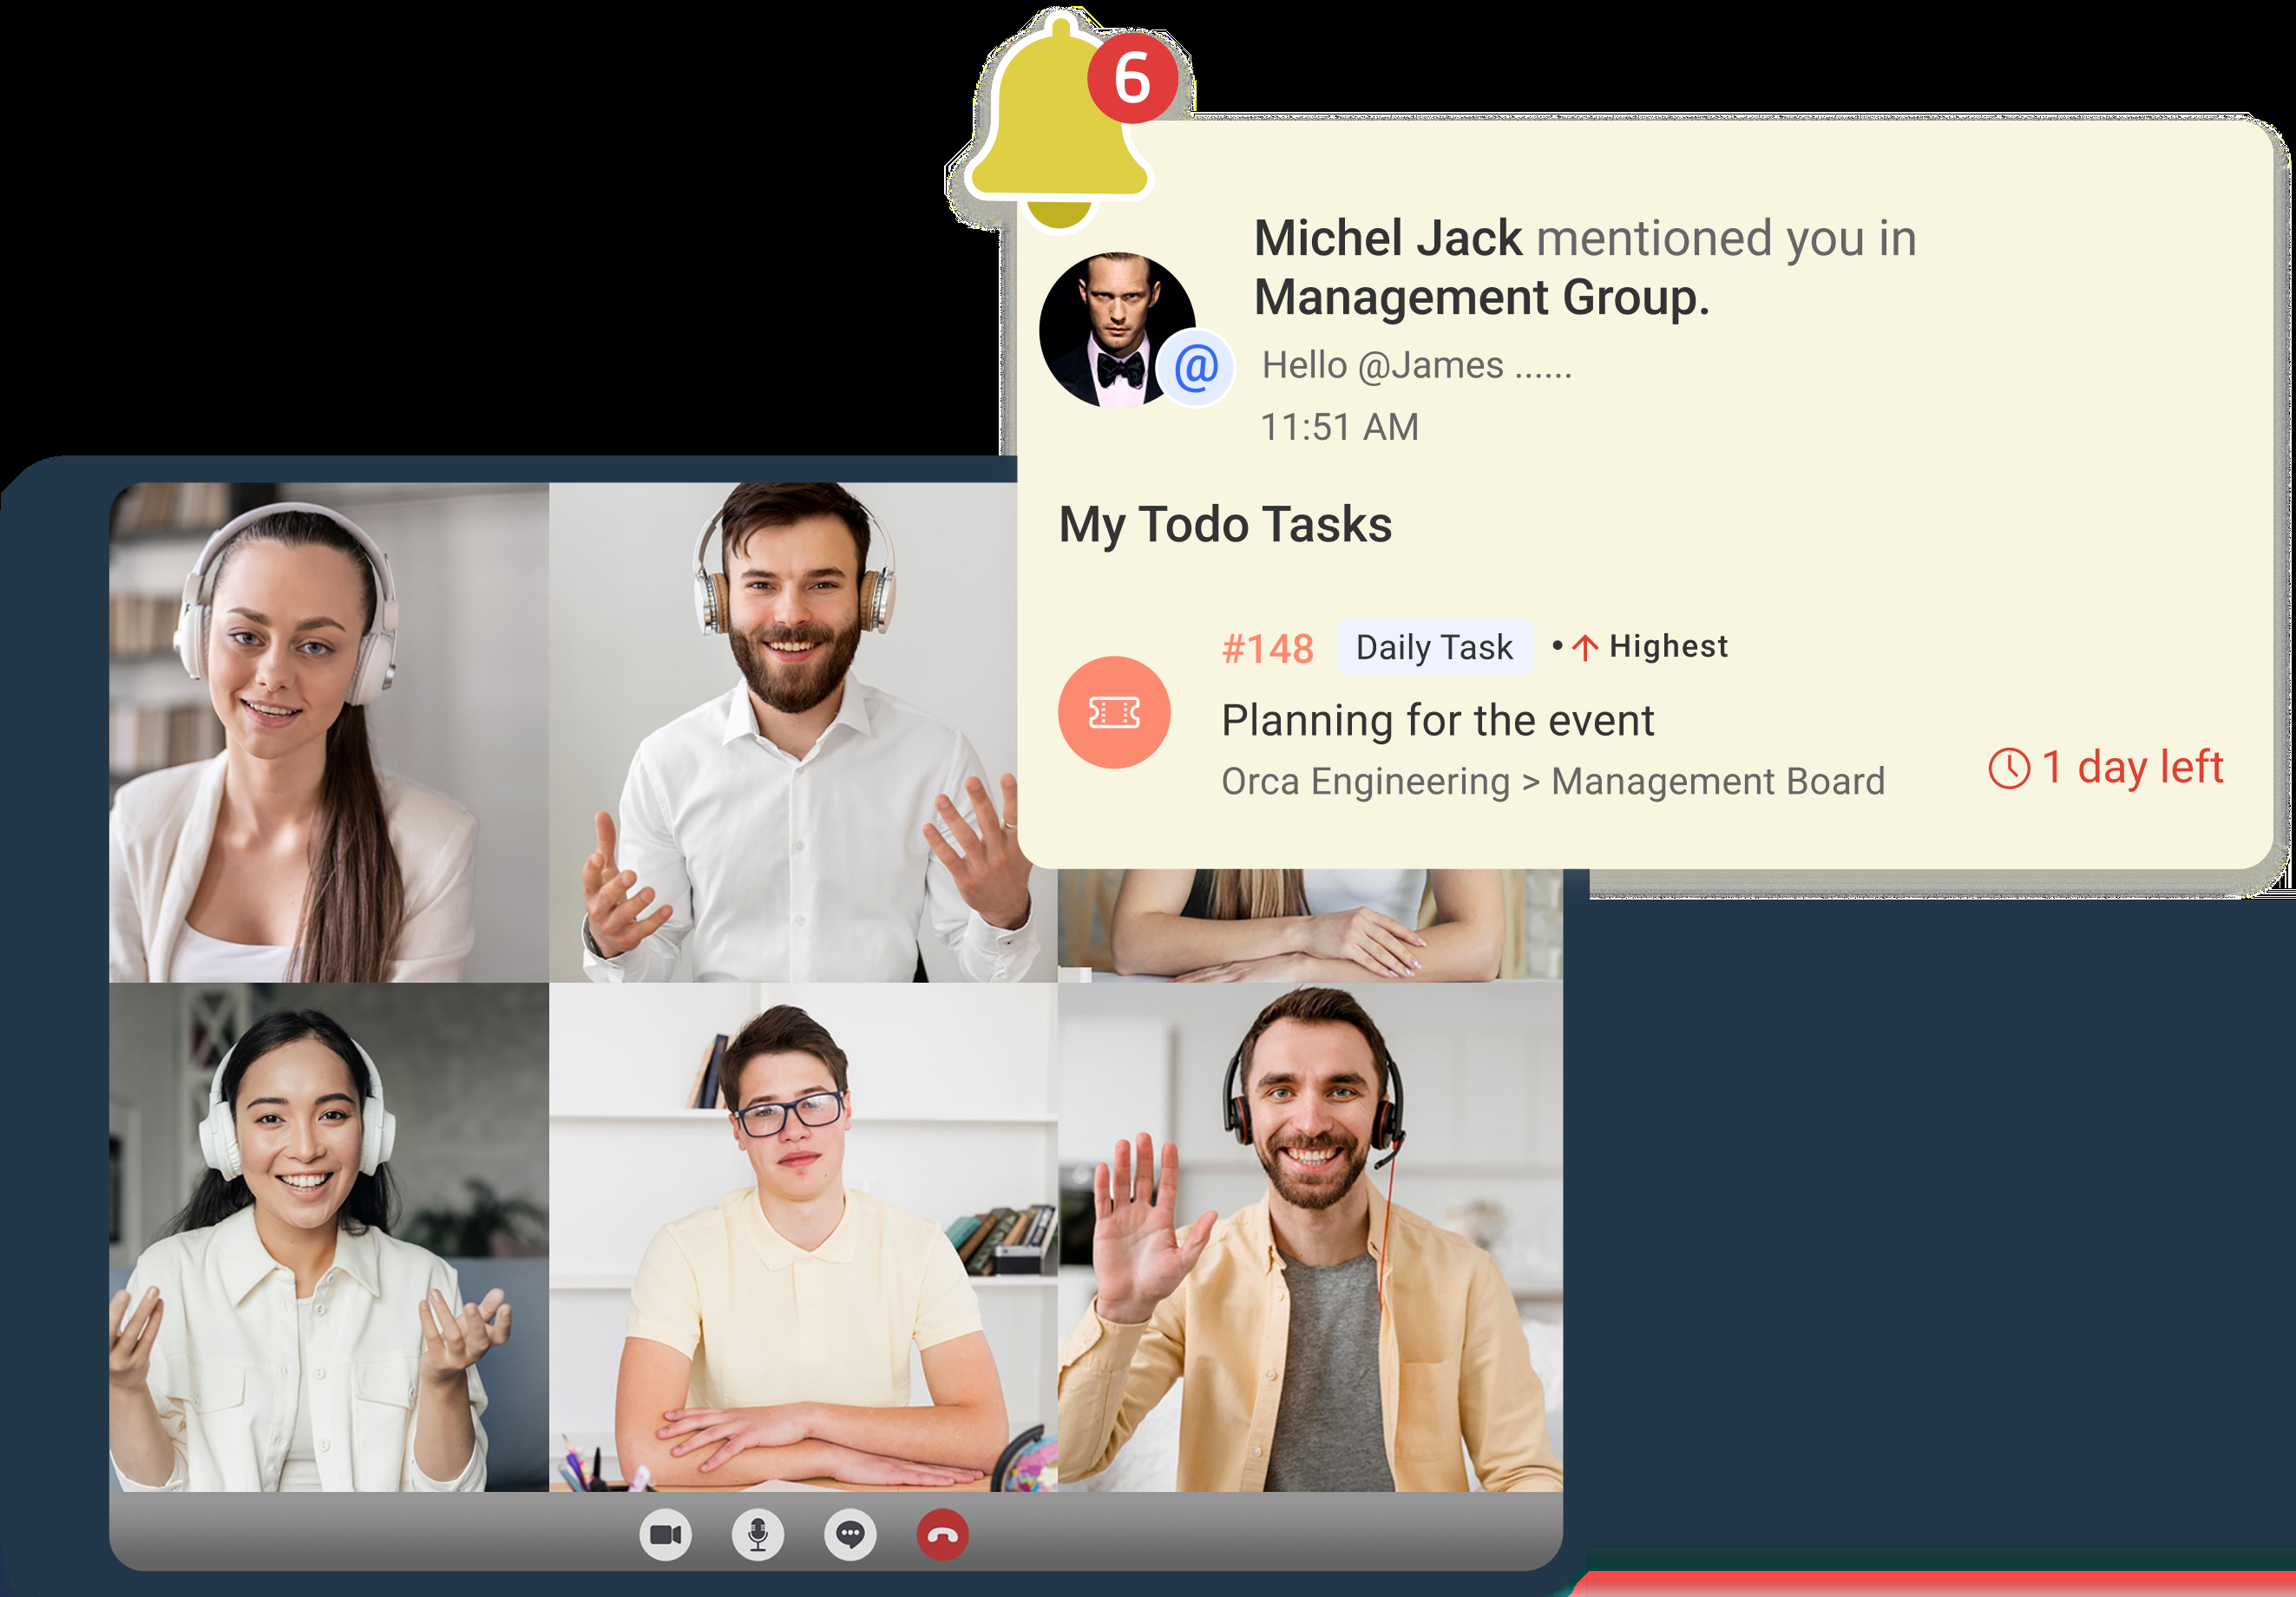 6
Michel Jack mentioned you in
Management Group.
@
Hello @James ......
11:51 AM
My Todo Tasks
#148 Daily Task • ↑ Highest
Planning for the event
Orca Engineering > Management Board
1 day left